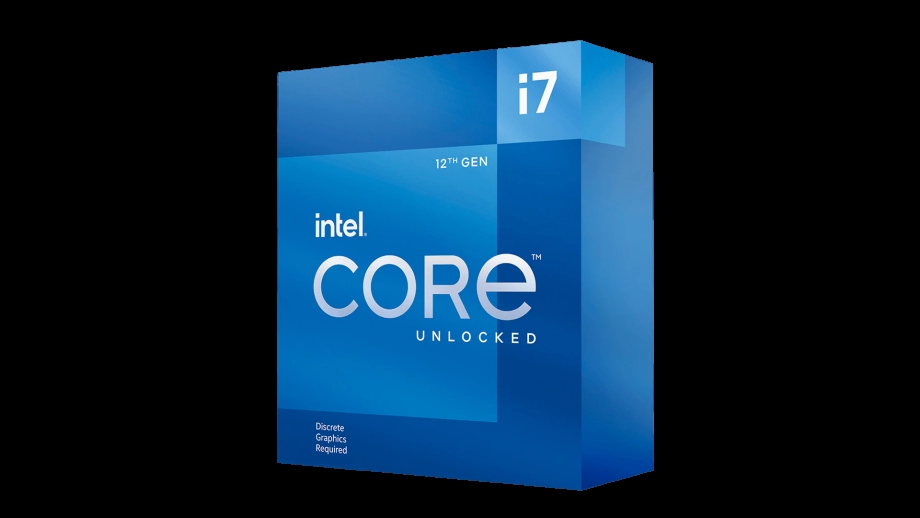 i7
12TH GEN
intel.
CORe™
UNLOCKED
Discrete
Graphics
Required